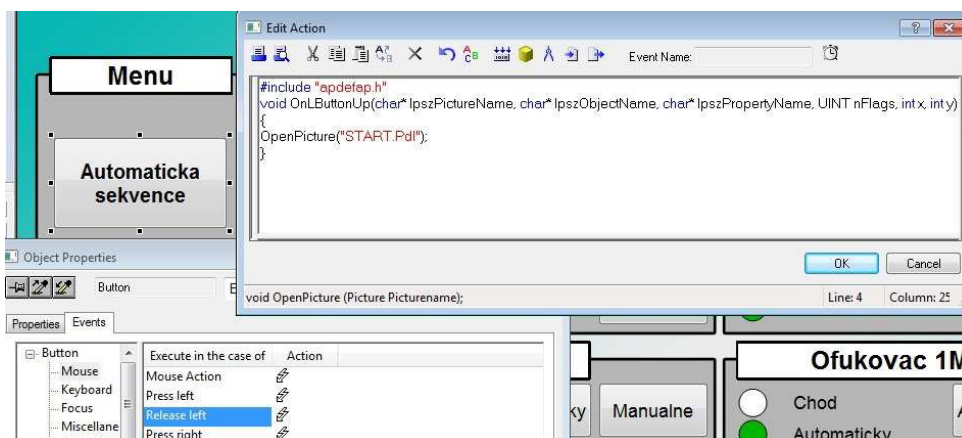 Edit Action
Event Name:
#include "apdefap.h"
void OnLButtonUp(char* lpszPictureName, char* lpszObjectName, char* lpszPropertyName, UINT nFlags, int x, int y)
{
OpenPicture("START.Pdl");
}
OK Cancel
void OpenPicture (Picture Picturename); Line: 4 Column: 25
Menu
Automaticka
sekvence
Object Properties
Button
Properties Events
Button
Mouse
Keyboard
Focus
Miscellane
Execute in the case of Action
Mouse Action
Press left
Release left
Press right
ky
Manualne
Ofukovac 1M
Chod
Automaticky